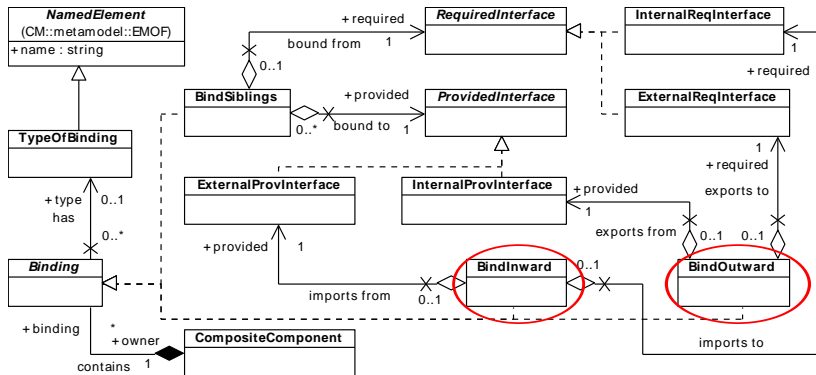 NamedElement
(CM::metamodel::EMOF)
+ name : string
TypeOfBinding
+ type
has
0..1
0..*
Binding
+ binding
*
+ owner
contains
1
CompositeComponent
BindSiblings
0..1
+ required
bound from
1
RequiredInterface
InternalReqInterface
1
+ required
0..*
+ provided
bound to
1
ProvidedInterface
ExternalReqInterface
1
+ required
exports to
ExternalProvInterface
InternalProvInterface
+ provided
1
exports from
0..1
0..1
+ provided
1
imports from
0..1
BindInward
0..1
BindOutward
imports to